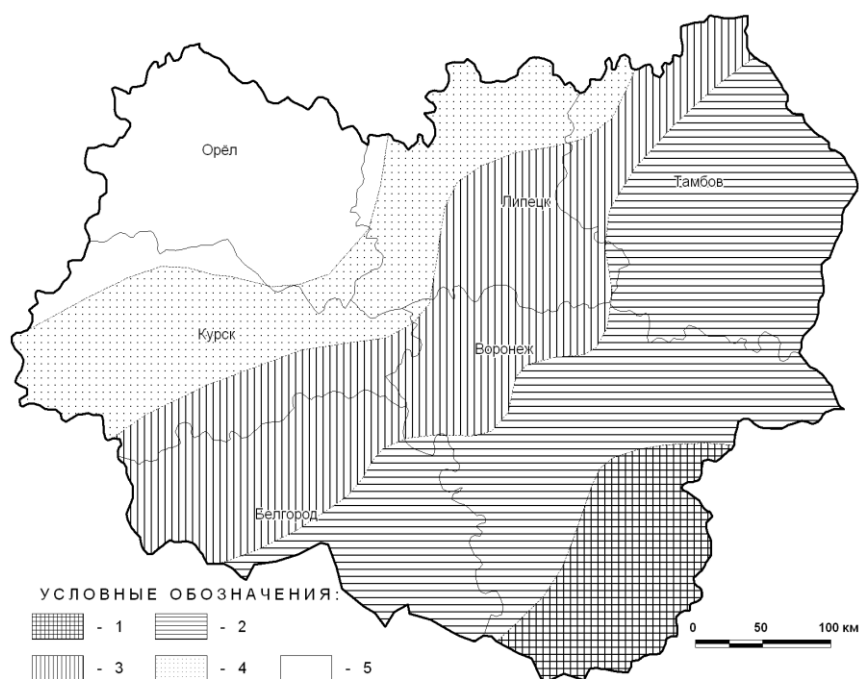 Орёл
Тамбов
Липецк
Курск
Воронеж
Белгород
УСЛОВНЫЕ ОБОЗНАЧЕНИЯ:
- 1 - 2
0 50 100 км
- 3 - 4 - 5